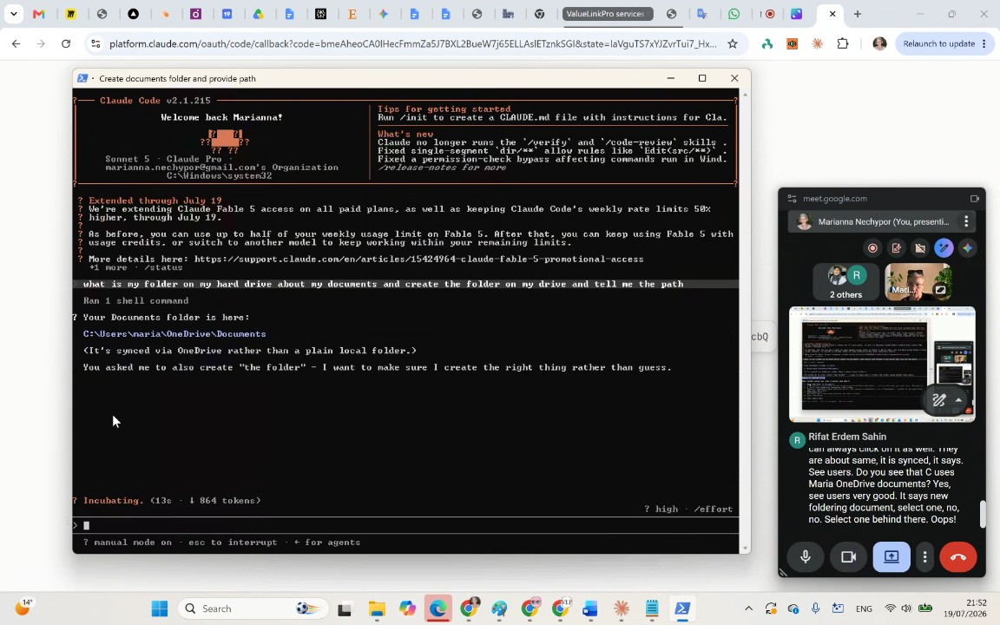 ValueLinkPro services
platform.claude.com/oauth/code/callback?code=bmeAheoCA0IHecFmmZa5J7BXL2BueW7j65ELLAsIETznkSGI&state=laVguTS7xYJZvrTui7_Hx...
Relaunch to update
Create documents folder and provide path
Claude Code v2.1.215
Welcome back Marianna!
Sonnet 5 · Claude Pro ·
marianna.nechypor@gmail.com's Organization
C:\Windows\system32
Tips for getting started
Run /init to create a CLAUDE.md file with instructions for Cla.
What's new
Claude no longer runs the `/verify` and `/code-review` skills .
Fixed single-segment `dir/**` allow rules like `Edit(src/**)` .
Fixed a permission-check bypass affecting commands run in Wind.
/release-notes for more
? Extended through July 19
? We're extending Claude Fable 5 access on all paid plans, as well as keeping Claude Code's weekly rate limits 50%
? higher, through July 19.
?
? As before, you can use up to half of your weekly usage limit on Fable 5. After that, you can keep using Fable 5 with
? usage credits, or switch to another model to keep working within your remaining limits.
?
? More details here: https://support.claude.com/en/articles/15424964-claude-fable-5-promotional-access
+1 more · /status
what is my folder on my hard drive about my documents and create the folder on my drive and tell me the path
Ran 1 shell command
? Your Documents folder is here:
C:\Users\maria\OneDrive\Documents
(It's synced via OneDrive rather than a plain local folder.)
You asked me to also create "the folder" - I want to make sure I create the right thing rather than guess.
? Incubating. (13s · ↓ 864 tokens)
? high · /effort
>
? manual mode on · esc to interrupt · ← for agents
cbQ
meet.google.com
Marianna Nechypor (You, presenti...
R
2 others
Mari...
R
Rifat Erdem Sahin
can always click on it as well. They
are about same, it is synced, it says.
See users. Do you see that C uses
Maria OneDrive documents? Yes,
see users very good. It says new
foldering document, select one, no,
no. Select one behind there. Oops!
14°
Search
ENG
21:52
19/07/2026